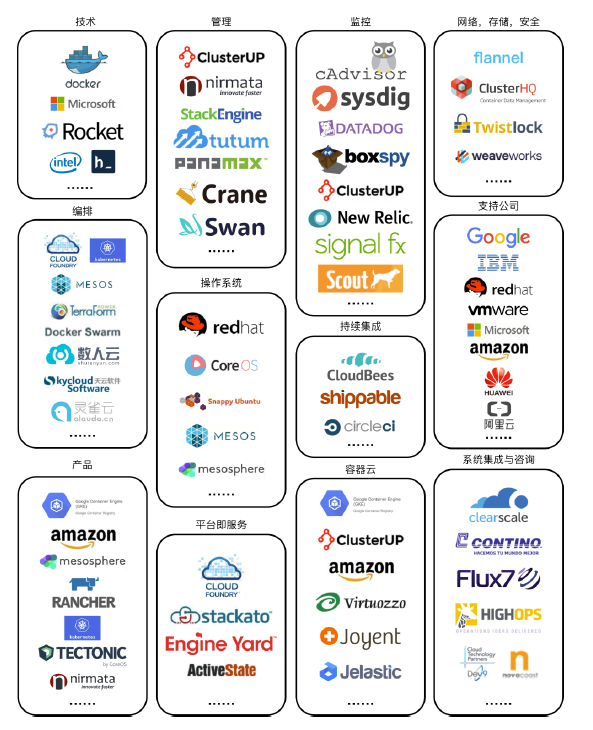 技术
docker
Microsoft
Rocket
intel
h_
......
编排
CLOUD
FOUNDRY
kubernetes
MESOS
TERRAFORM
Docker Swarm
数人云
shurenyun.com
kycloud 天云软件
Software
灵雀云
alauda.cn
......
产品
Google Container Engine
(GKE)
Google Container Registry
amazon
mesosphere
RANCHER
kubernetes
TECTONIC
by CoreOS
nirmata
innovate faster
......
管理
ClusterUP
nirmata
innovate faster
StackEngine
tutum
PANAMAX
Crane
Swan
......
操作系统
redhat
CoreOS
Snappy Ubuntu
MESOS
mesosphere
......
平台即服务
CLOUD
FOUNDRY
stackato
Engine Yard
ActiveState
......
监控
cAdvisor
sysdig
DATADOG
boxspy
ClusterUP
New Relic.
signal fx
Scout
......
持续集成
CloudBees
shippable
circleci
......
容器云
Google Container Engine
(GKE)
Google Container Registry
ClusterUP
amazon
Virtuozzo
Joyent
Jelastic
......
网络，存储，安全
flannel
ClusterHQ
Container Data Management
Twistlock
weaveworks
......
支持公司
Google
IBM
redhat
vmware
Microsoft
amazon
HUAWEI
阿里云
......
系统集成与咨询
clearscale
CONTINO
HACEMOS TU MUNDO MEJOR
Flux7
HIGHOPS
OPERATIONS IDEAS DELIVERED
Cloud
Technology
Partners
Dev9
novacoast
......